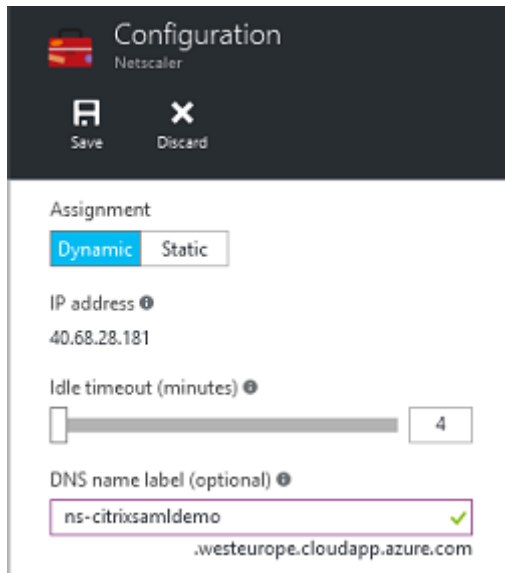 Configuration
Netscaler
Save Discard
Assignment
Dynamic Static
IP address
40.68.28.181
Idle timeout (minutes)
4
DNS name label (optional)
ns-citrixsamldemo
.westeurope.cloudapp.azure.com